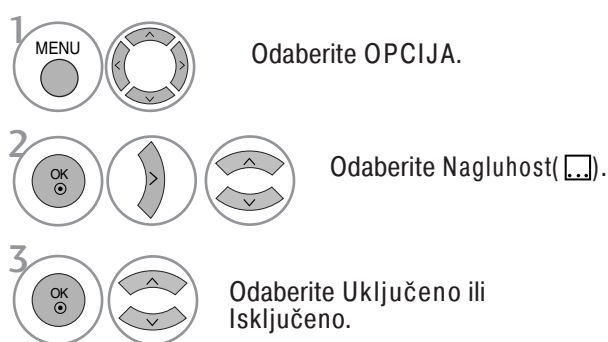 1
MENU
Odaberite OPCIJA.
2
OK
Odaberite Nagluhost( ... ).
3
OK
Odaberite Uključeno ili
Isključeno.